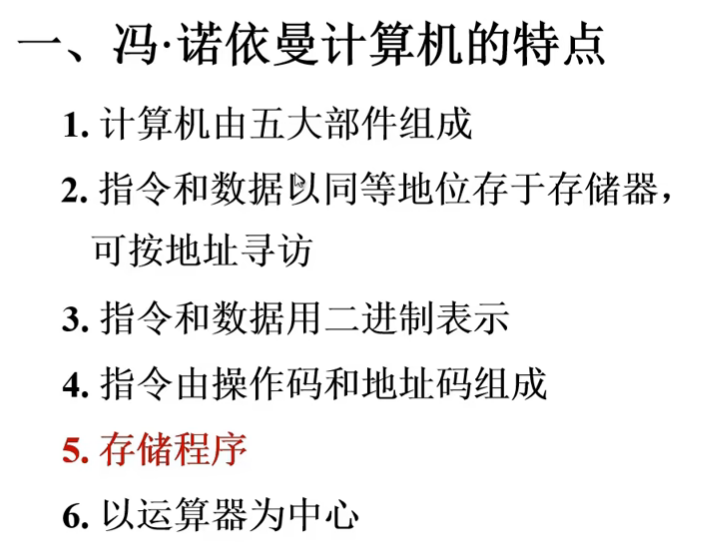 一、冯·诺依曼计算机的特点
1. 计算机由五大部件组成
2. 指令和数据以同等地位存于存储器，
可按地址寻访
3. 指令和数据用二进制表示
4. 指令由操作码和地址码组成
5. 存储程序
6. 以运算器为中心